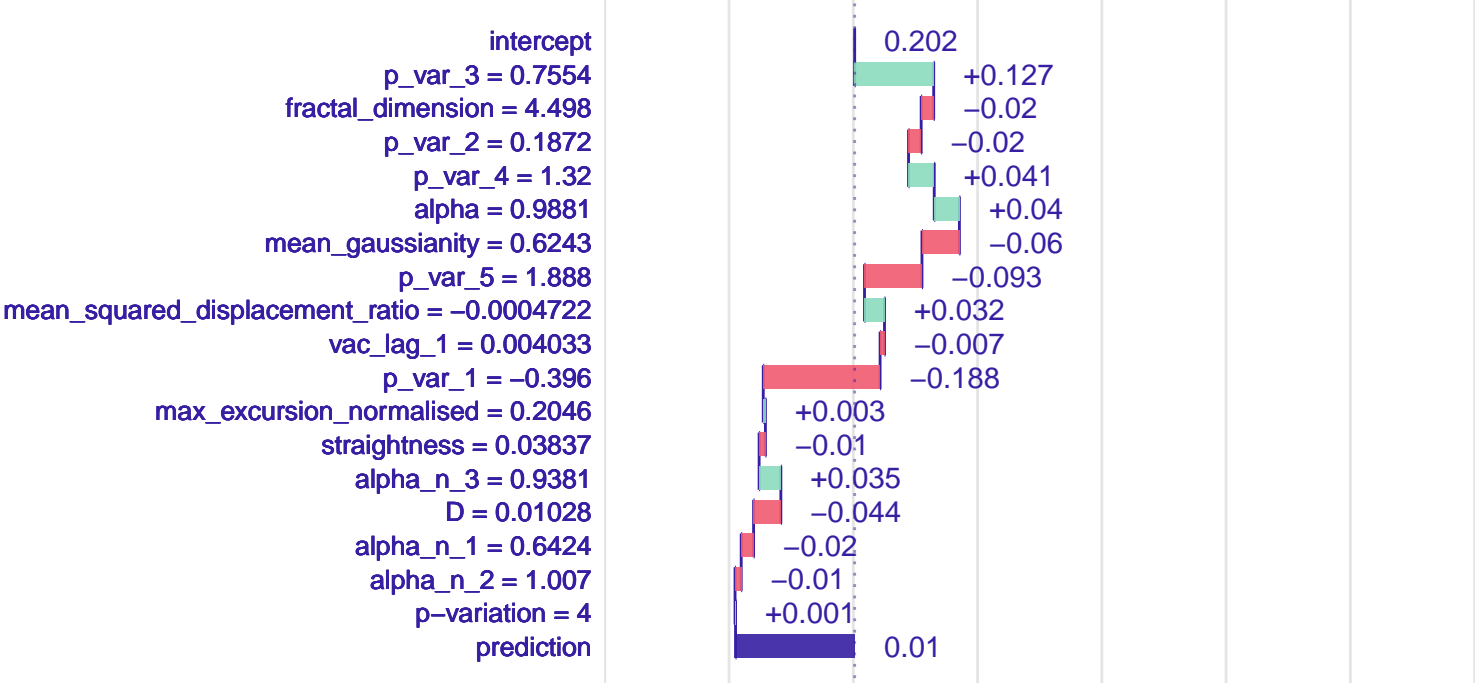 intercept 0.202
p_var_3 = 0.7554 +0.127
fractal_dimension = 4.498 −0.02
p_var_2 = 0.1872 −0.02
p_var_4 = 1.32 +0.041
alpha = 0.9881 +0.04
mean_gaussianity = 0.6243 −0.06
p_var_5 = 1.888 −0.093
mean_squared_displacement_ratio = −0.0004722 +0.032
vac_lag_1 = 0.004033 −0.007
p_var_1 = −0.396 −0.188
max_excursion_normalised = 0.2046 +0.003
straightness = 0.03837 −0.01
alpha_n_3 = 0.9381 +0.035
D = 0.01028 −0.044
alpha_n_1 = 0.6424 −0.02
alpha_n_2 = 1.007 −0.01
p−variation = 4 +0.001
prediction 0.01